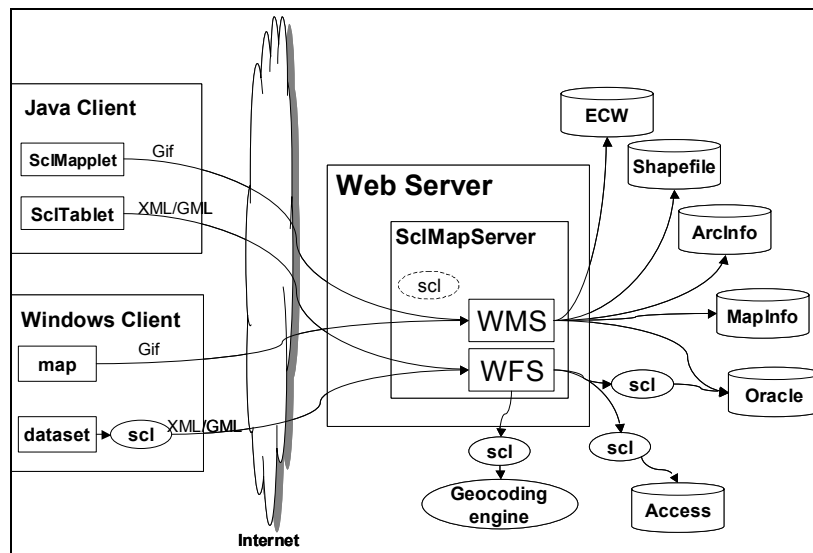 Java Client
SclMapplet
Gif
SclTablet
XML/GML
Windows Client
map
Gif
dataset
scl
XML/GML
Internet
Web Server
SclMapServer
scl
WMS
WFS
scl
Geocoding
engine
scl
scl
ECW
Shapefile
ArcInfo
MapInfo
Oracle
Access